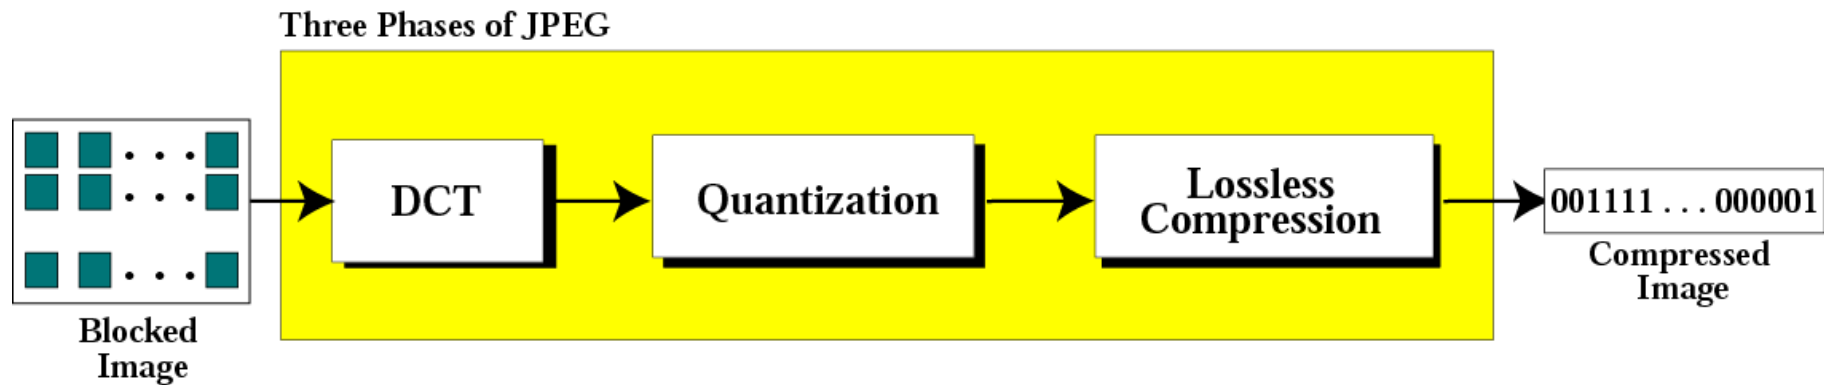 Three Phases of JPEG
DCT
Quantization
Lossless
Compression
001111 . . . 000001
Compressed
Image
Blocked
Image